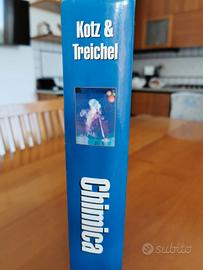 Kotz &
Treichel
Chimica
subito